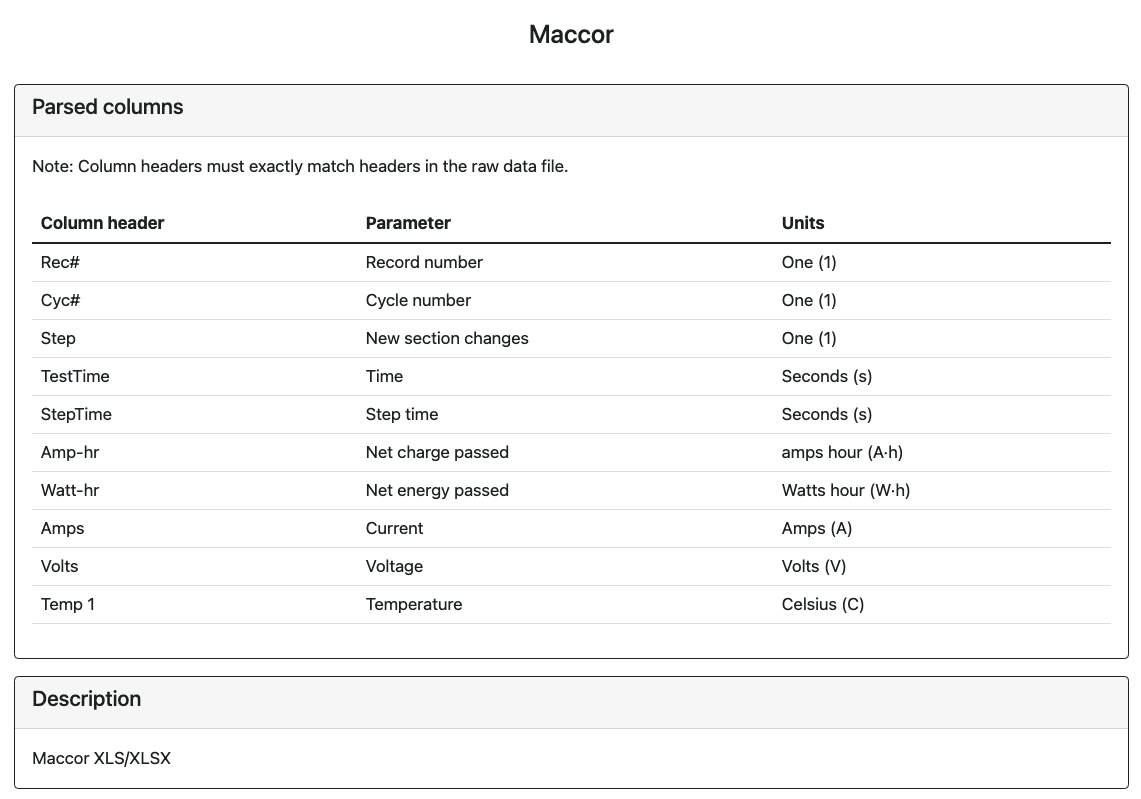 Maccor
Parsed columns
Note: Column headers must exactly match headers in the raw data file.
Column header Parameter Units
Rec# Record number One (1)
Cyc# Cycle number One (1)
Step New section changes One (1)
TestTime Time Seconds (s)
StepTime Step time Seconds (s)
Amp-hr Net charge passed amps hour (A·h)
Watt-hr Net energy passed Watts hour (W·h)
Amps Current Amps (A)
Volts Voltage Volts (V)
Temp 1 Temperature Celsius (C)
Description
Maccor XLS/XLSX